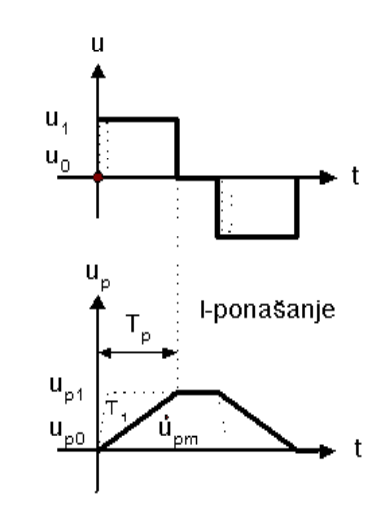 u
u₁
u₀
t
uₚ
I-ponašanje
Tₚ
uₚ₁
T₁
uₚ₀
u̇ₚₘ
t